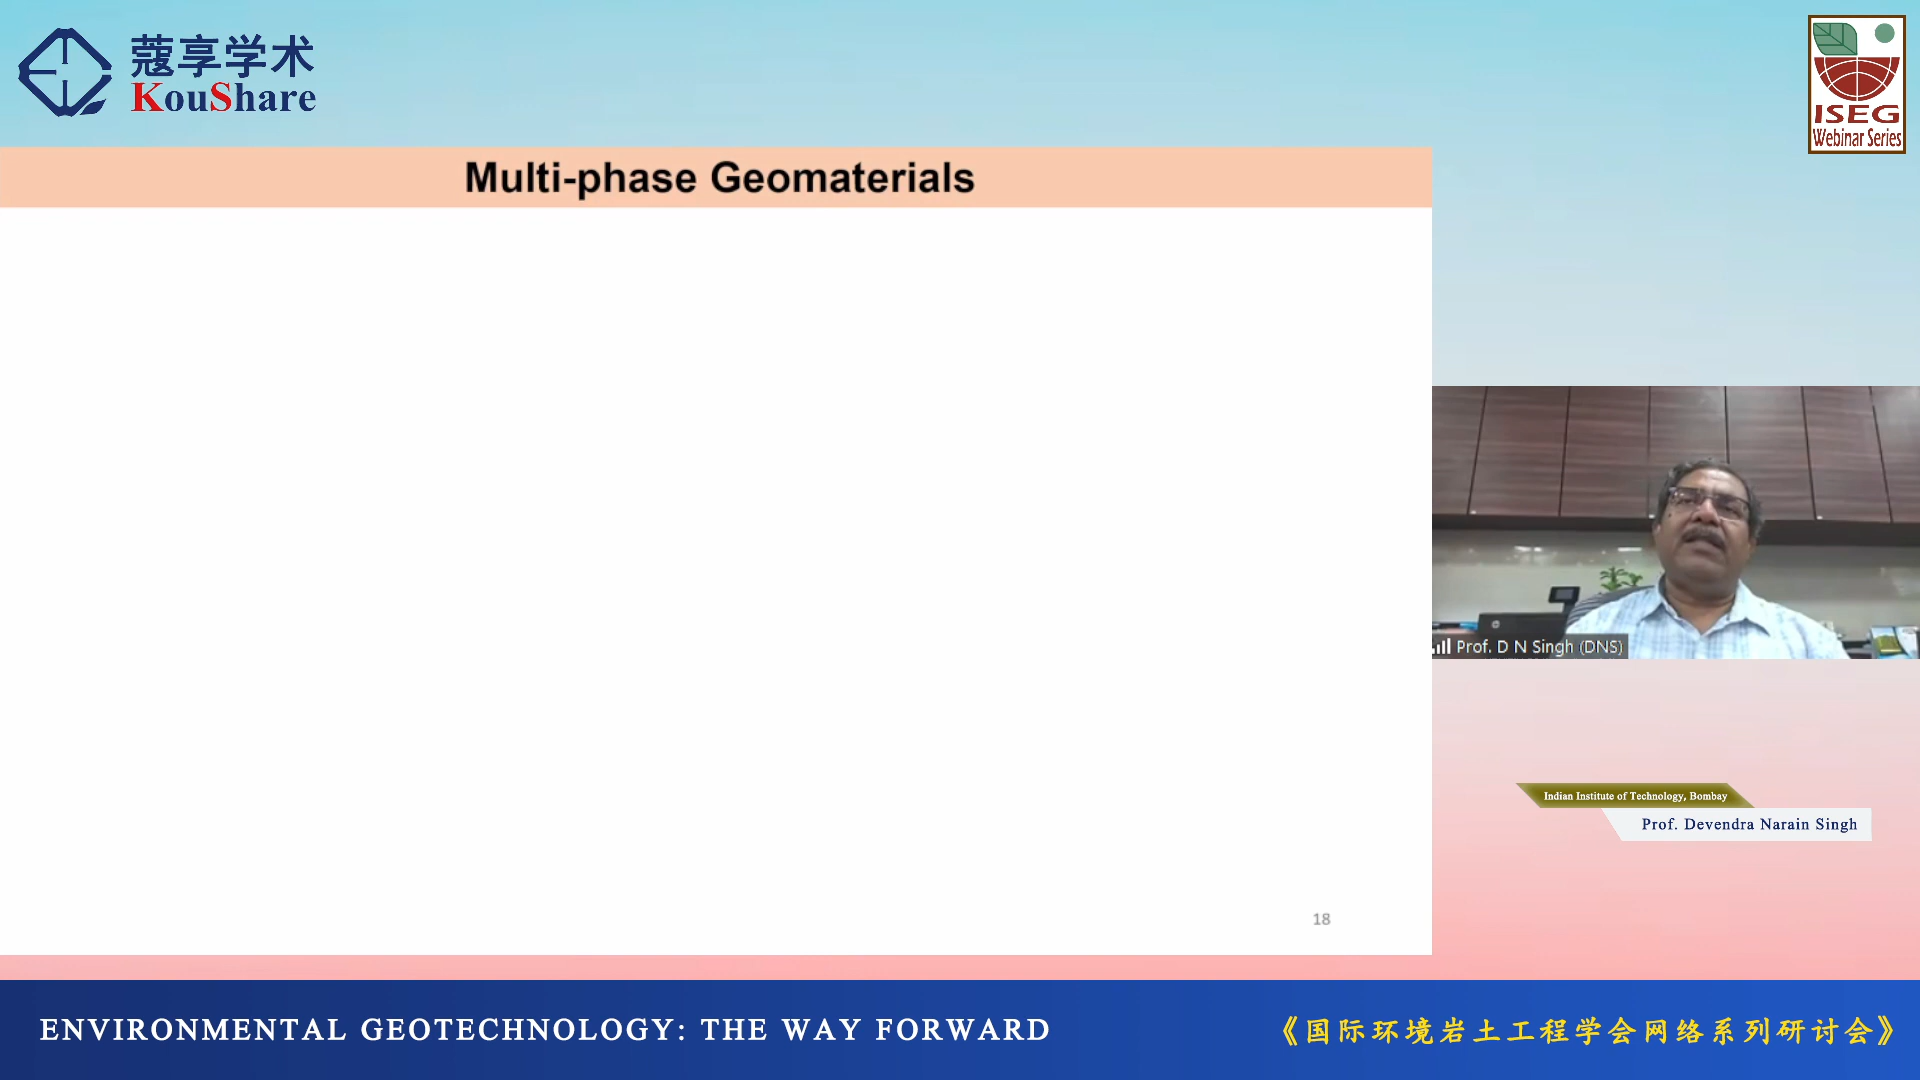 蔻享学术
KouShare
ISEG
Webinar Series
Multi-phase Geomaterials
Prof. D N Singh (DNS)
Indian Institute of Technology, Bombay
Prof. Devendra Narain Singh
18
ENVIRONMENTAL GEOTECHNOLOGY: THE WAY FORWARD
《国际环境岩土工程学会网络系列研讨会》